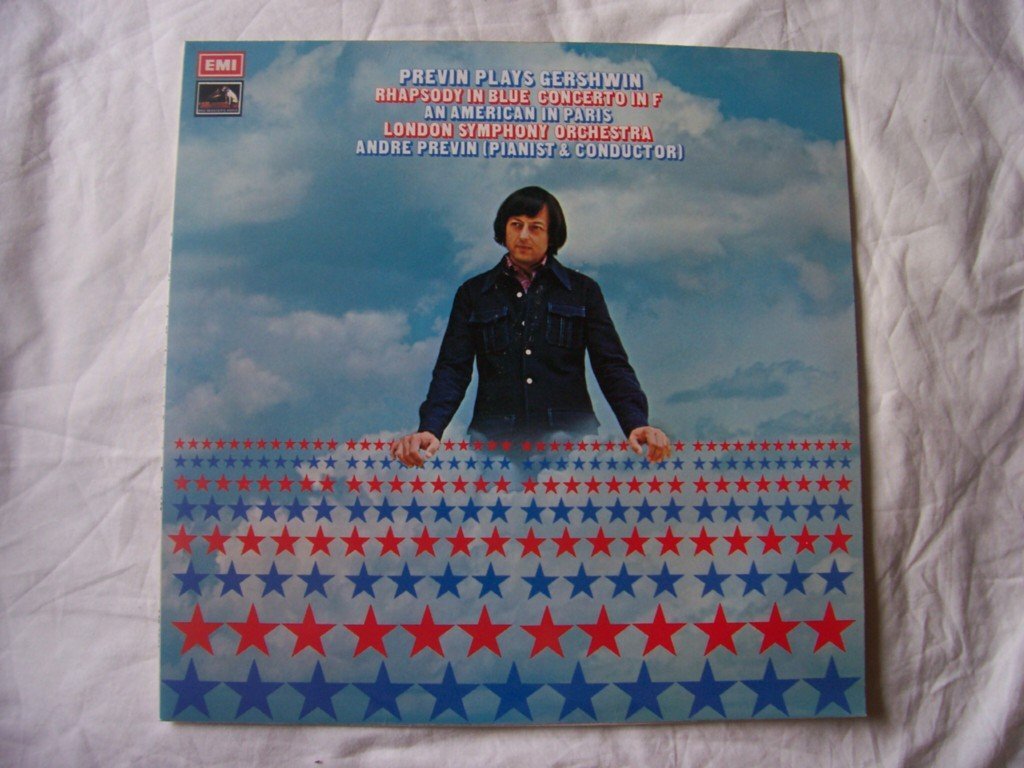 EMI
PREVIN PLAYS GERSHWIN
RHAPSODY IN BLUE CONCERTO IN F
AN AMERICAN IN PARIS
LONDON SYMPHONY ORCHESTRA
ANDRE PREVIN (PIANIST & CONDUCTOR)